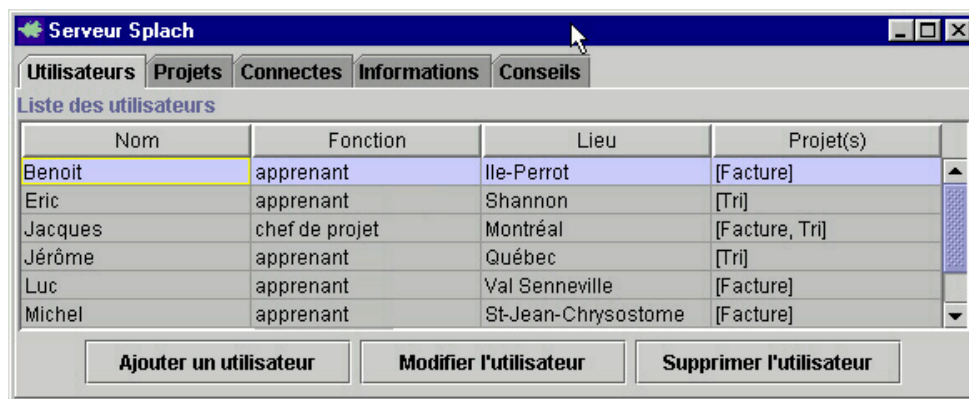 Serveur Splach
Utilisateurs Projets Connectes Informations Conseils
Liste des utilisateurs
Nom Fonction Lieu Projet(s)
Benoit apprenant Ile-Perrot [Facture]
Eric apprenant Shannon [Tri]
Jacques chef de projet Montréal [Facture, Tri]
Jérôme apprenant Québec [Tri]
Luc apprenant Val Senneville [Facture]
Michel apprenant St-Jean-Chrysostome [Facture]
Ajouter un utilisateur Modifier l'utilisateur Supprimer l'utilisateur